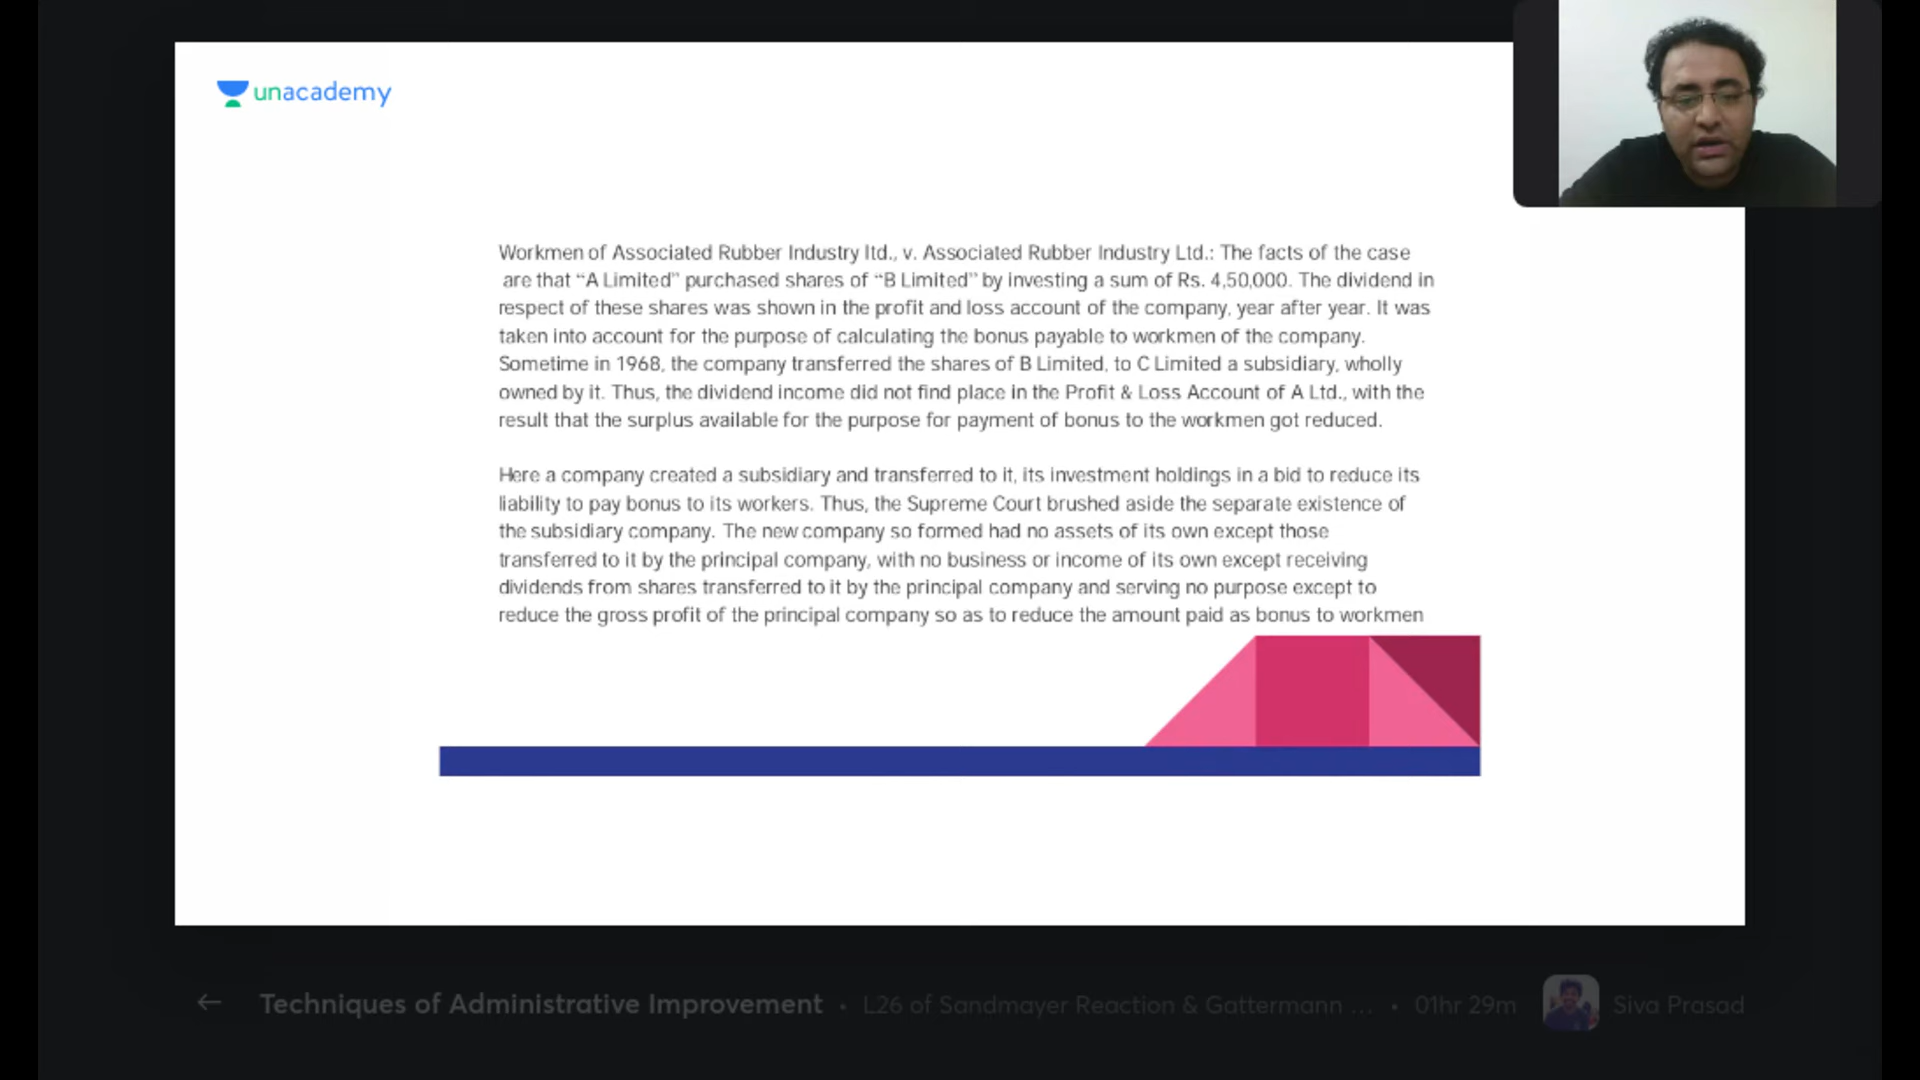 unacademy
Workmen of Associated Rubber Industry ltd., v. Associated Rubber Industry Ltd.: The facts of the case
are that “A Limited” purchased shares of “B Limited” by investing a sum of Rs. 4,50,000. The dividend in
respect of these shares was shown in the profit and loss account of the company, year after year. It was
taken into account for the purpose of calculating the bonus payable to workmen of the company.
Sometime in 1968, the company transferred the shares of B Limited, to C Limited a subsidiary, wholly
owned by it. Thus, the dividend income did not find place in the Profit & Loss Account of A Ltd., with the
result that the surplus available for the purpose for payment of bonus to the workmen got reduced.
Here a company created a subsidiary and transferred to it, its investment holdings in a bid to reduce its
liability to pay bonus to its workers. Thus, the Supreme Court brushed aside the separate existence of
the subsidiary company. The new company so formed had no assets of its own except those
transferred to it by the principal company, with no business or income of its own except receiving
dividends from shares transferred to it by the principal company and serving no purpose except to
reduce the gross profit of the principal company so as to reduce the amount paid as bonus to workmen
Techniques of Administrative Improvement • L26 of Sandmayer Reaction & Gattermann ... • 01hr 29m Siva Prasad